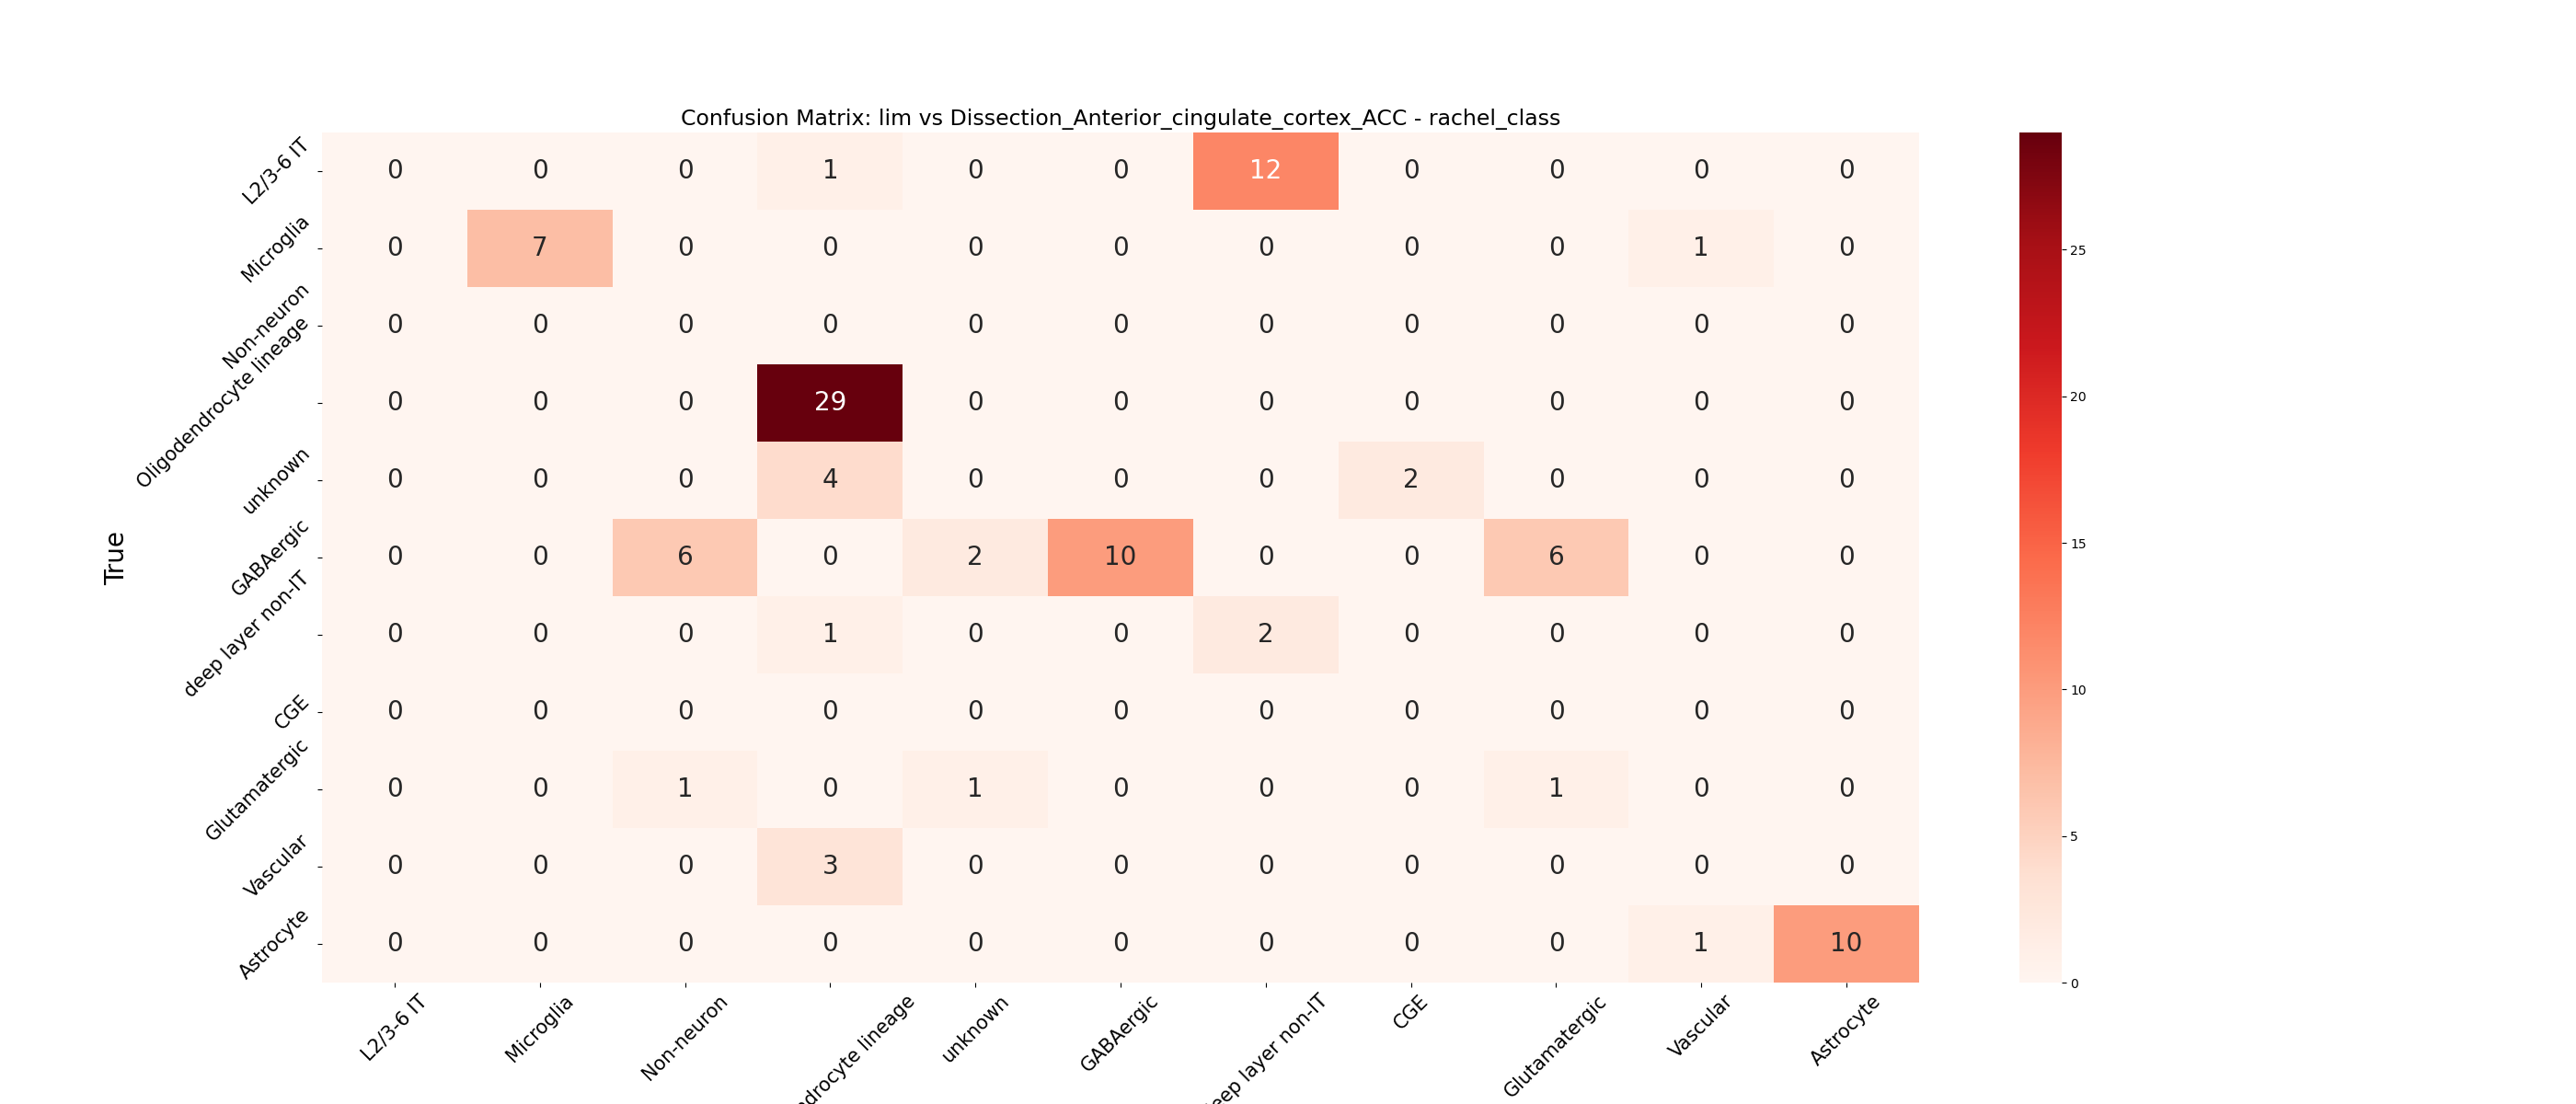 Confusion Matrix: lim vs Dissection_Anterior_cingulate_cortex_ACC - rachel_class
L2/3-6 IT 0 0 0 1 0 0 12 0 0 0 0
Microglia 0 7 0 0 0 0 0 0 0 1 0
Non-neuron 0 0 0 0 0 0 0 0 0 0 0
Oligodendrocyte lineage 0 0 0 29 0 0 0 0 0 0 0
unknown 0 0 0 4 0 0 0 2 0 0 0
GABAergic 0 0 6 0 2 10 0 0 6 0 0
deep layer non-IT 0 0 0 1 0 0 2 0 0 0 0
CGE 0 0 0 0 0 0 0 0 0 0 0
Glutamatergic 0 0 1 0 1 0 0 0 1 0 0
Vascular 0 0 0 3 0 0 0 0 0 0 0
Astrocyte 0 0 0 0 0 0 0 0 0 1 10
True
L2/3-6 IT Microglia Non-neuron ndrocyte lineage unknown GABAergic eep layer non-IT CGE Glutamatergic Vascular Astrocyte
25
20
15
10
5
0